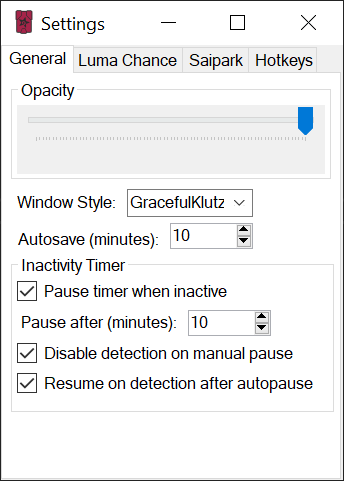 Settings
General Luma Chance Saipark Hotkeys
Opacity
Window Style: GracefulKlutz
Autosave (minutes): 10
Inactivity Timer
Pause timer when inactive
Pause after (minutes): 10
Disable detection on manual pause
Resume on detection after autopause